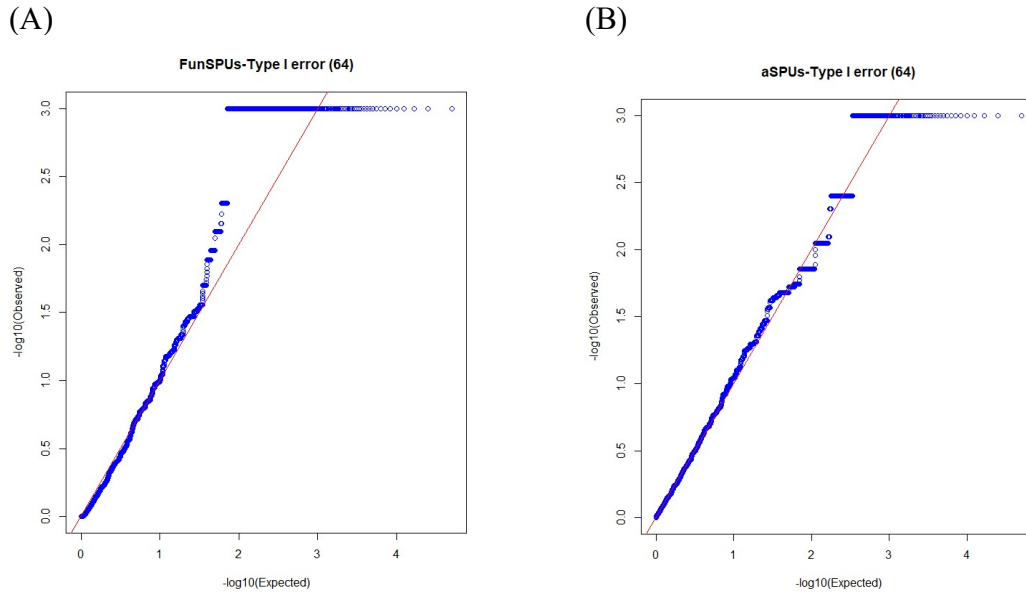 (A)
FunSPUs-Type I error (64)
-log10(Observed)
3.0
2.5
2.0
1.5
1.0
0.5
0.0
0 1 2 3 4
-log10(Expected)
(B)
aSPUs-Type I error (64)
-log10(Observed)
3.0
2.5
2.0
1.5
1.0
0.5
0.0
0 1 2 3 4
-log10(Expected)